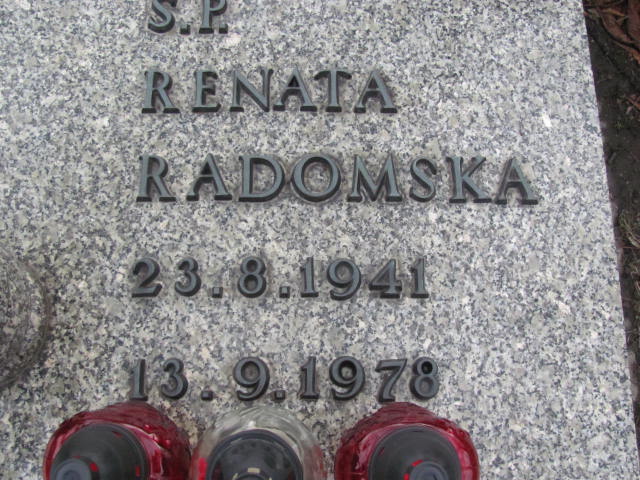 S.P.
RENATA
RADOMSKA
23.8.1941
13.9.1978